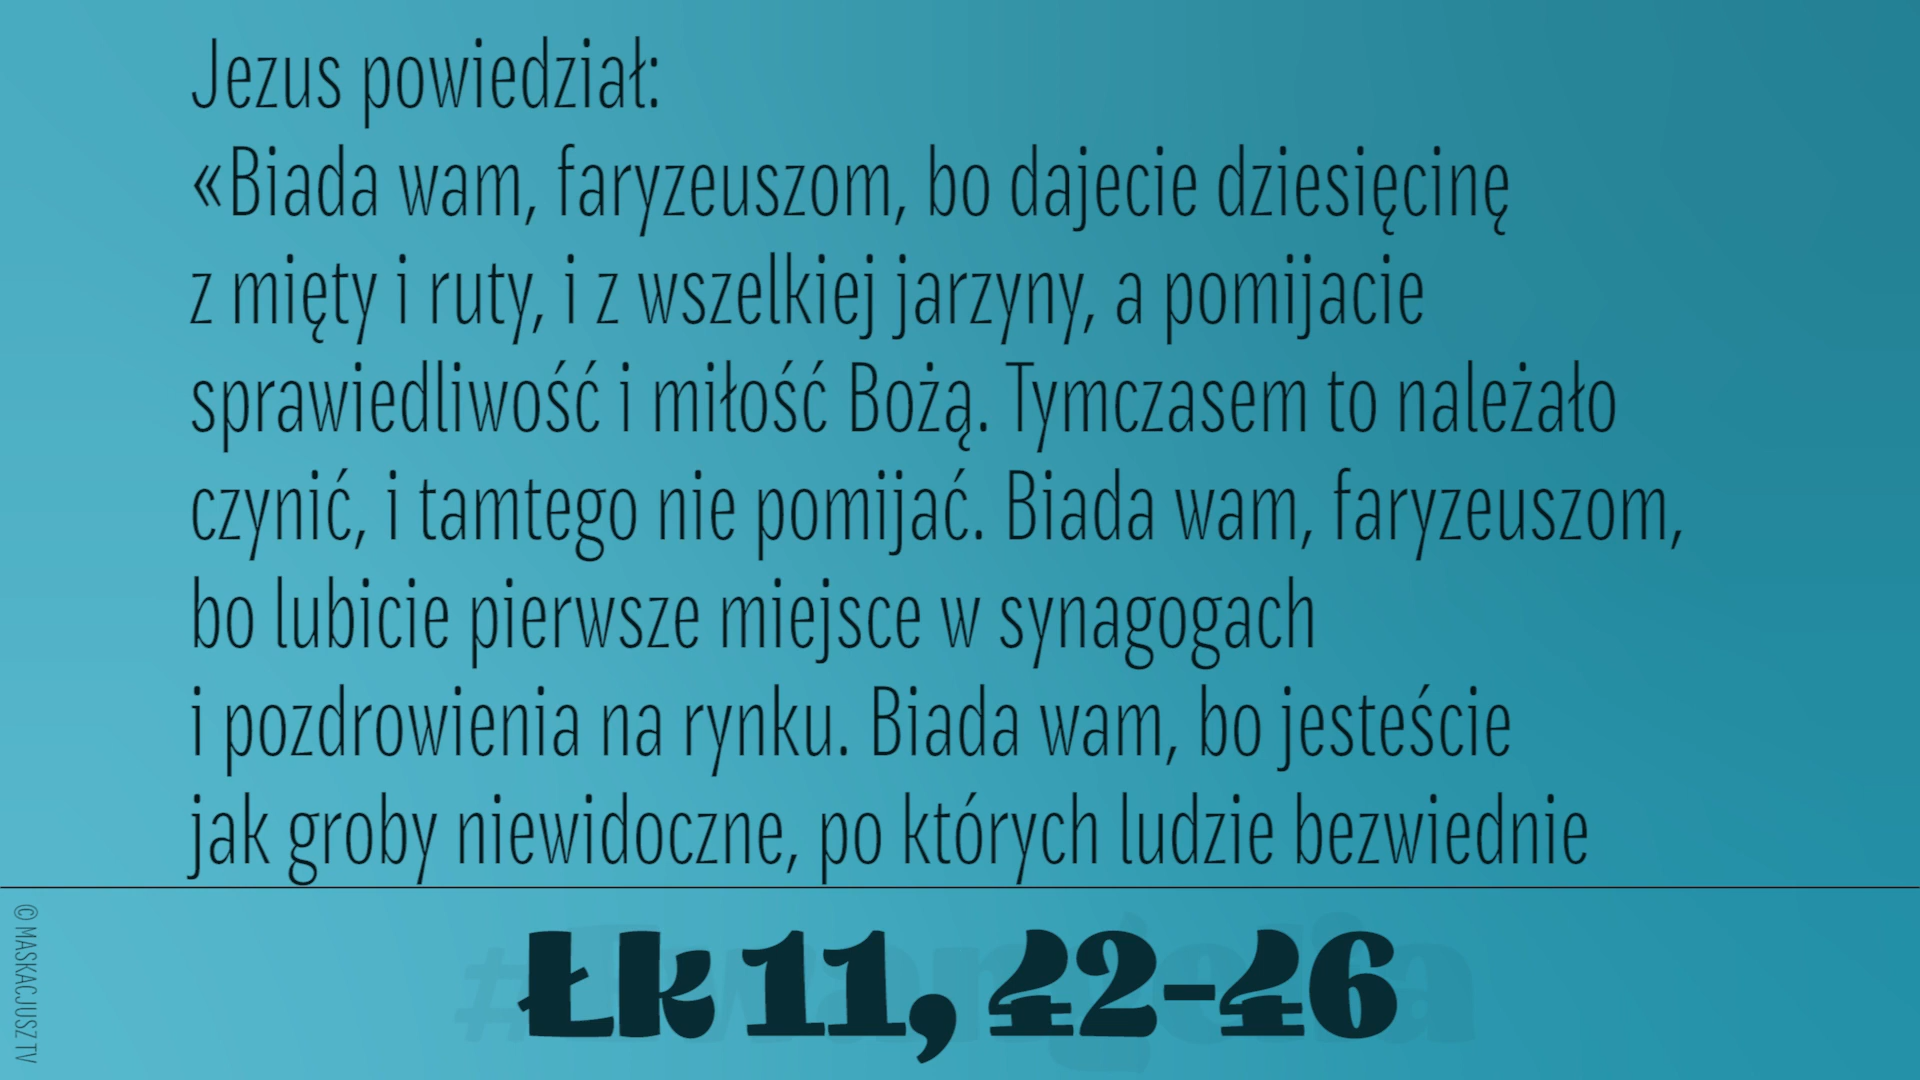 Jezus powiedział:
«Biada wam, faryzeuszom, bo dajecie dziesięcinę
z mięty i ruty, i z wszelkiej jarzyny, a pomijacie
sprawiedliwość i miłość Bożą. Tymczasem to należało
czynić, i tamtego nie pomijać. Biada wam, faryzeuszom,
bo lubicie pierwsze miejsce w synagogach
i pozdrowienia na rynku. Biada wam, bo jesteście
jak groby niewidoczne, po których ludzie bezwiednie
Łk 11, 42-46
© MASKACJUSZ TV